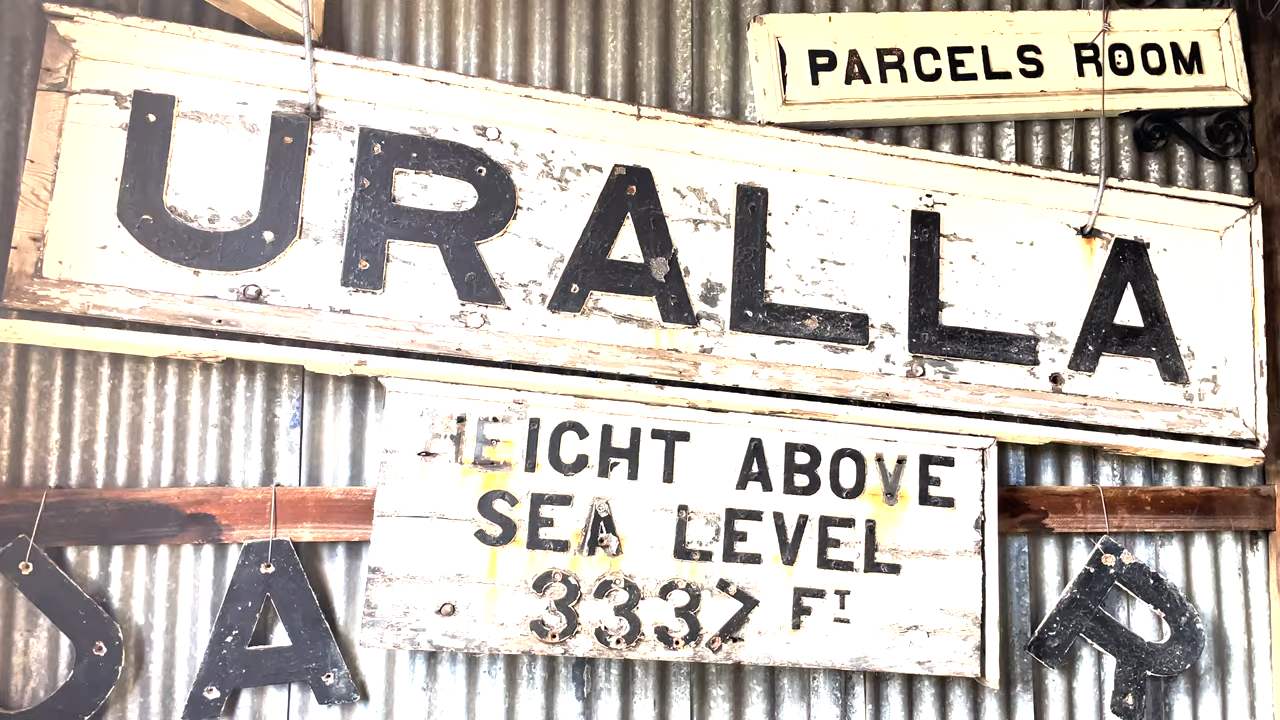 PARCELS ROOM
URALLA
HEIGHT ABOVE
SEA LEVEL
3337 FT
J A R